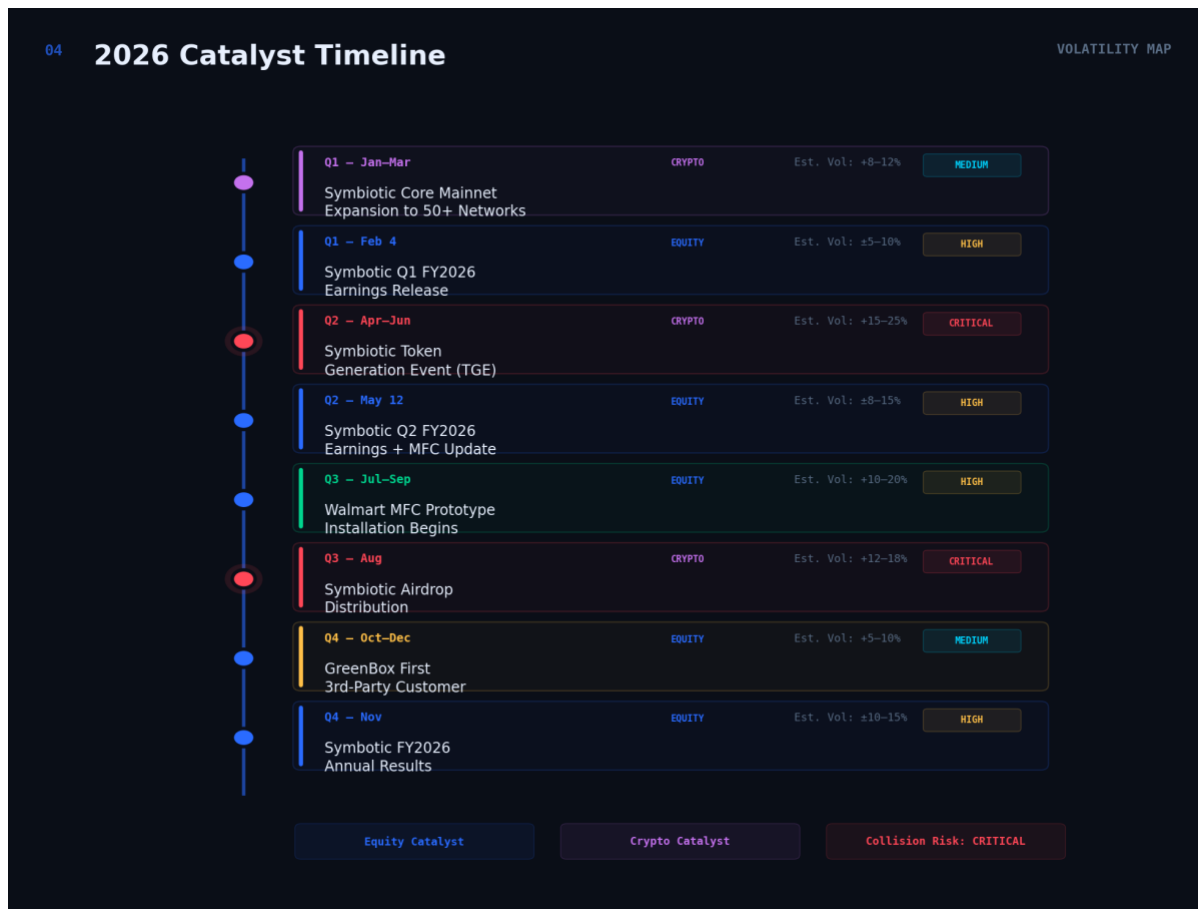 04
2026 Catalyst Timeline
VOLATILITY MAP
Q1 — Jan–Mar
CRYPTO
Est. Vol: +8–12%
MEDIUM
Symbiotic Core Mainnet
Expansion to 50+ Networks
Q1 — Feb 4
EQUITY
Est. Vol: ±5–10%
HIGH
Symbotic Q1 FY2026
Earnings Release
Q2 — Apr–Jun
CRYPTO
Est. Vol: +15–25%
CRITICAL
Symbiotic Token
Generation Event (TGE)
Q2 — May 12
EQUITY
Est. Vol: ±8–15%
HIGH
Symbotic Q2 FY2026
Earnings + MFC Update
Q3 — Jul–Sep
EQUITY
Est. Vol: +10–20%
HIGH
Walmart MFC Prototype
Installation Begins
Q3 — Aug
CRYPTO
Est. Vol: +12–18%
CRITICAL
Symbiotic Airdrop
Distribution
Q4 — Oct–Dec
EQUITY
Est. Vol: +5–10%
MEDIUM
GreenBox First
3rd-Party Customer
Q4 — Nov
EQUITY
Est. Vol: ±10–15%
HIGH
Symbotic FY2026
Annual Results
Equity Catalyst
Crypto Catalyst
Collision Risk: CRITICAL